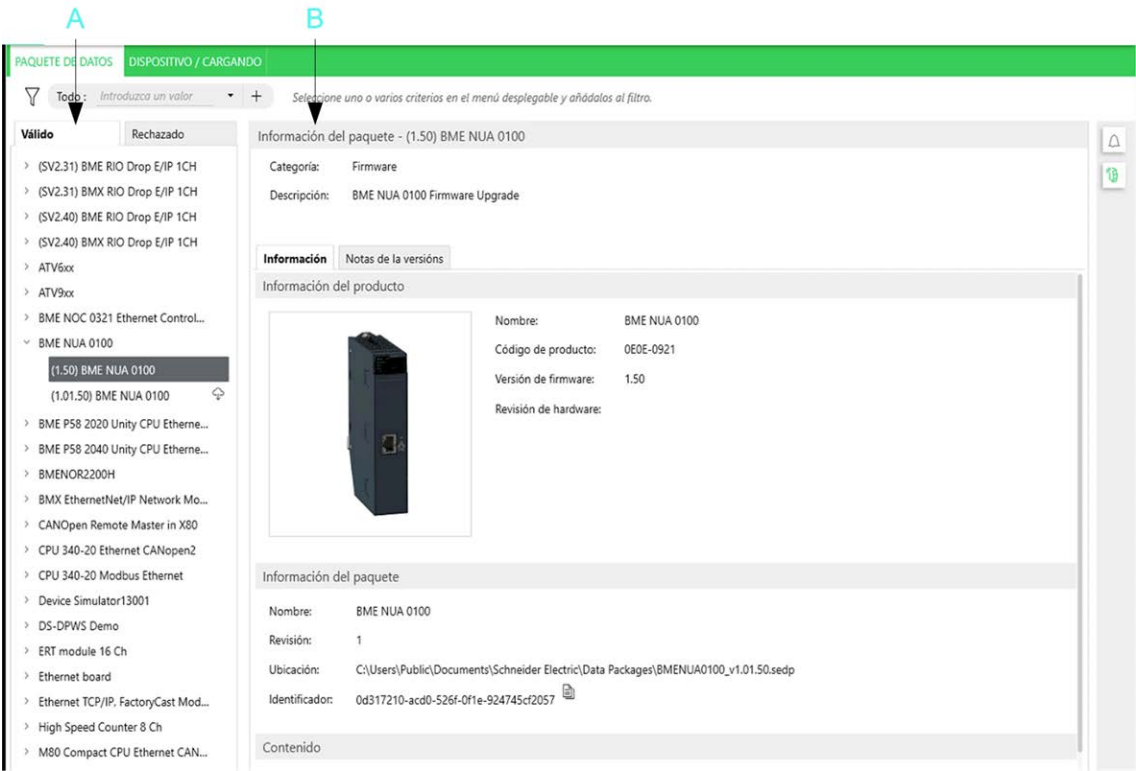 A
B
PAQUETE DE DATOS
DISPOSITIVO / CARGANDO
Todo :
Introduzca un valor
+
Seleccione uno o varios criterios en el menú desplegable y añádalos al filtro.
Válido
Rechazado
(SV2.31) BME RIO Drop E/IP 1CH
(SV2.31) BMX RIO Drop E/IP 1CH
(SV2.40) BME RIO Drop E/IP 1CH
(SV2.40) BMX RIO Drop E/IP 1CH
ATV6xx
ATV9xx
BME NOC 0321 Ethernet Control...
BME NUA 0100
(1.50) BME NUA 0100
(1.01.50) BME NUA 0100
BME P58 2020 Unity CPU Etherne...
BME P58 2040 Unity CPU Etherne...
BMENOR2200H
BMX EthernetNet/IP Network Mo...
CANOpen Remote Master in X80
CPU 340-20 Ethernet CANopen2
CPU 340-20 Modbus Ethernet
Device Simulator13001
DS-DPWS Demo
ERT module 16 Ch
Ethernet board
Ethernet TCP/IP, FactoryCast Mod...
High Speed Counter 8 Ch
M80 Compact CPU Ethernet CAN...
Información del paquete - (1.50) BME NUA 0100
Categoría: Firmware
Descripción: BME NUA 0100 Firmware Upgrade
Información
Notas de la versións
Información del producto
Nombre: BME NUA 0100
Código de producto: 0E0E-0921
Versión de firmware: 1.50
Revisión de hardware:
Información del paquete
Nombre: BME NUA 0100
Revisión: 1
Ubicación: C:\Users\Public\Documents\Schneider Electric\Data Packages\BMENUA0100_v1.01.50.sedp
Identificador: 0d317210-acd0-526f-0f1e-924745cf2057
Contenido